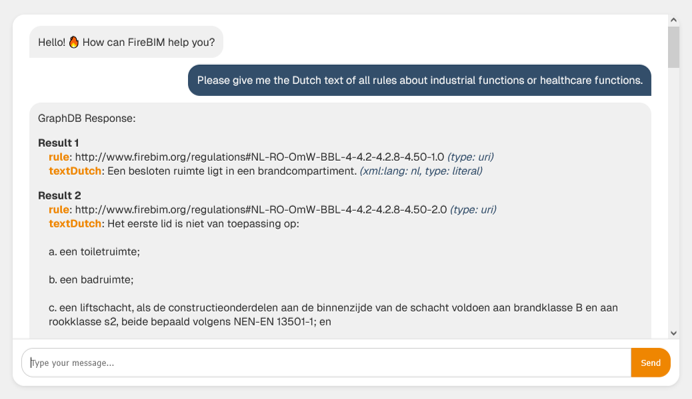 Hello! 🔥 How can FireBIM help you?
Please give me the Dutch text of all rules about industrial functions or healthcare functions.
GraphDB Response:
Result 1
rule: http://www.firebim.org/regulations#NL-RO-OmW-BBL-4-4.2-4.2.8-4.50-1.0 (type: uri)
textDutch: Een besloten ruimte ligt in een brandcompartiment. (xml:lang: nl, type: literal)
Result 2
rule: http://www.firebim.org/regulations#NL-RO-OmW-BBL-4-4.2-4.2.8-4.50-2.0 (type: uri)
textDutch: Het eerste lid is niet van toepassing op:
a. een toiletruimte;
b. een badruimte;
c. een liftschacht, als de constructieonderdelen aan de binnenzijde van de schacht voldoen aan brandklasse B en aan
rookklasse s2, beide bepaald volgens NEN-EN 13501-1; en
Type your message...
Send